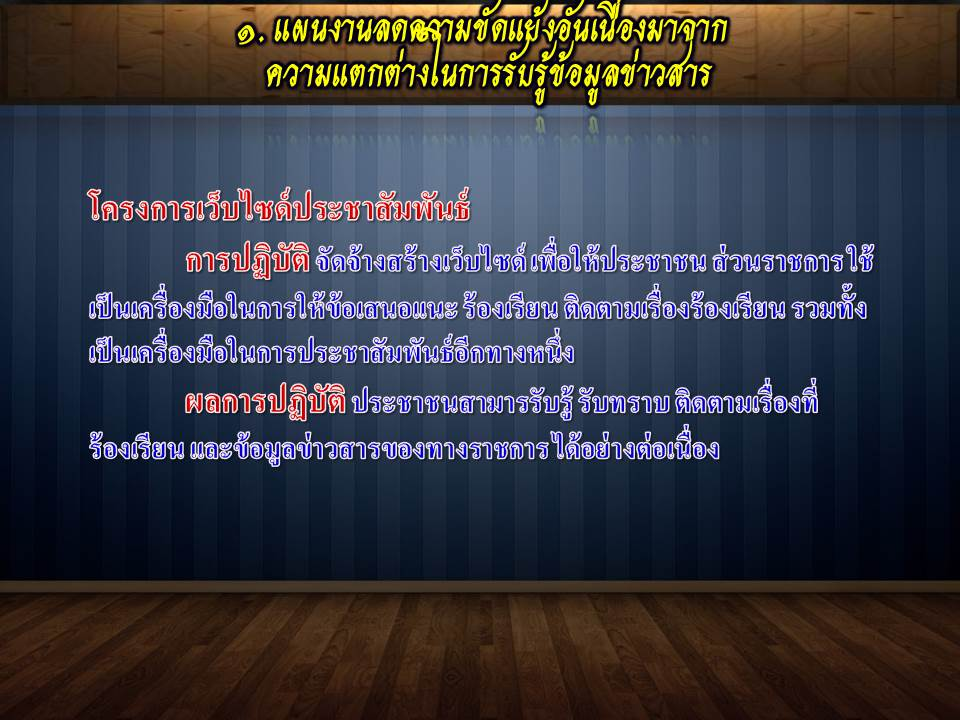 ๑. แผนงานลดความขัดแย้งอันเนื่องมาจาก
ความแตกต่างในการรับรู้ข้อมูลข่าวสาร
โครงการเว็บไซด์ประชาสัมพันธ์
การปฏิบัติ จัดจ้างสร้างเว็บไซด์ เพื่อให้ประชาชน ส่วนราชการ ใช้
เป็นเครื่องมือในการให้ข้อเสนอแนะ ร้องเรียน ติดตามเรื่องร้องเรียน รวมทั้ง
เป็นเครื่องมือในการประชาสัมพันธ์อีกทางหนึ่ง
ผลการปฏิบัติ ประชาชนสามารรับรู้ รับทราบ ติดตามเรื่องที่
ร้องเรียน และข้อมูลข่าวสารของทางราชการ ได้อย่างต่อเนื่อง